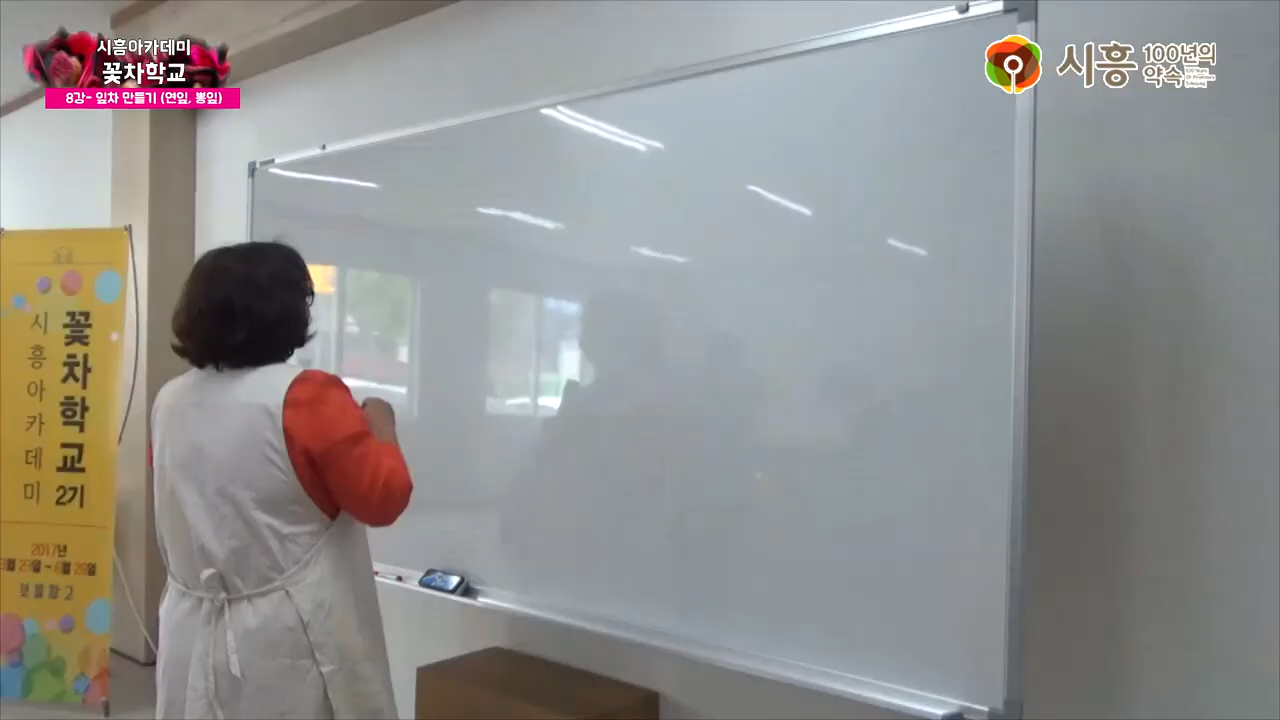 시흥아카데미
꽃차학교
8강- 잎차 만들기 (연잎, 뽕잎)
시흥
100년의
약속
꽃차학교
2기
시흥아카데미
2017년